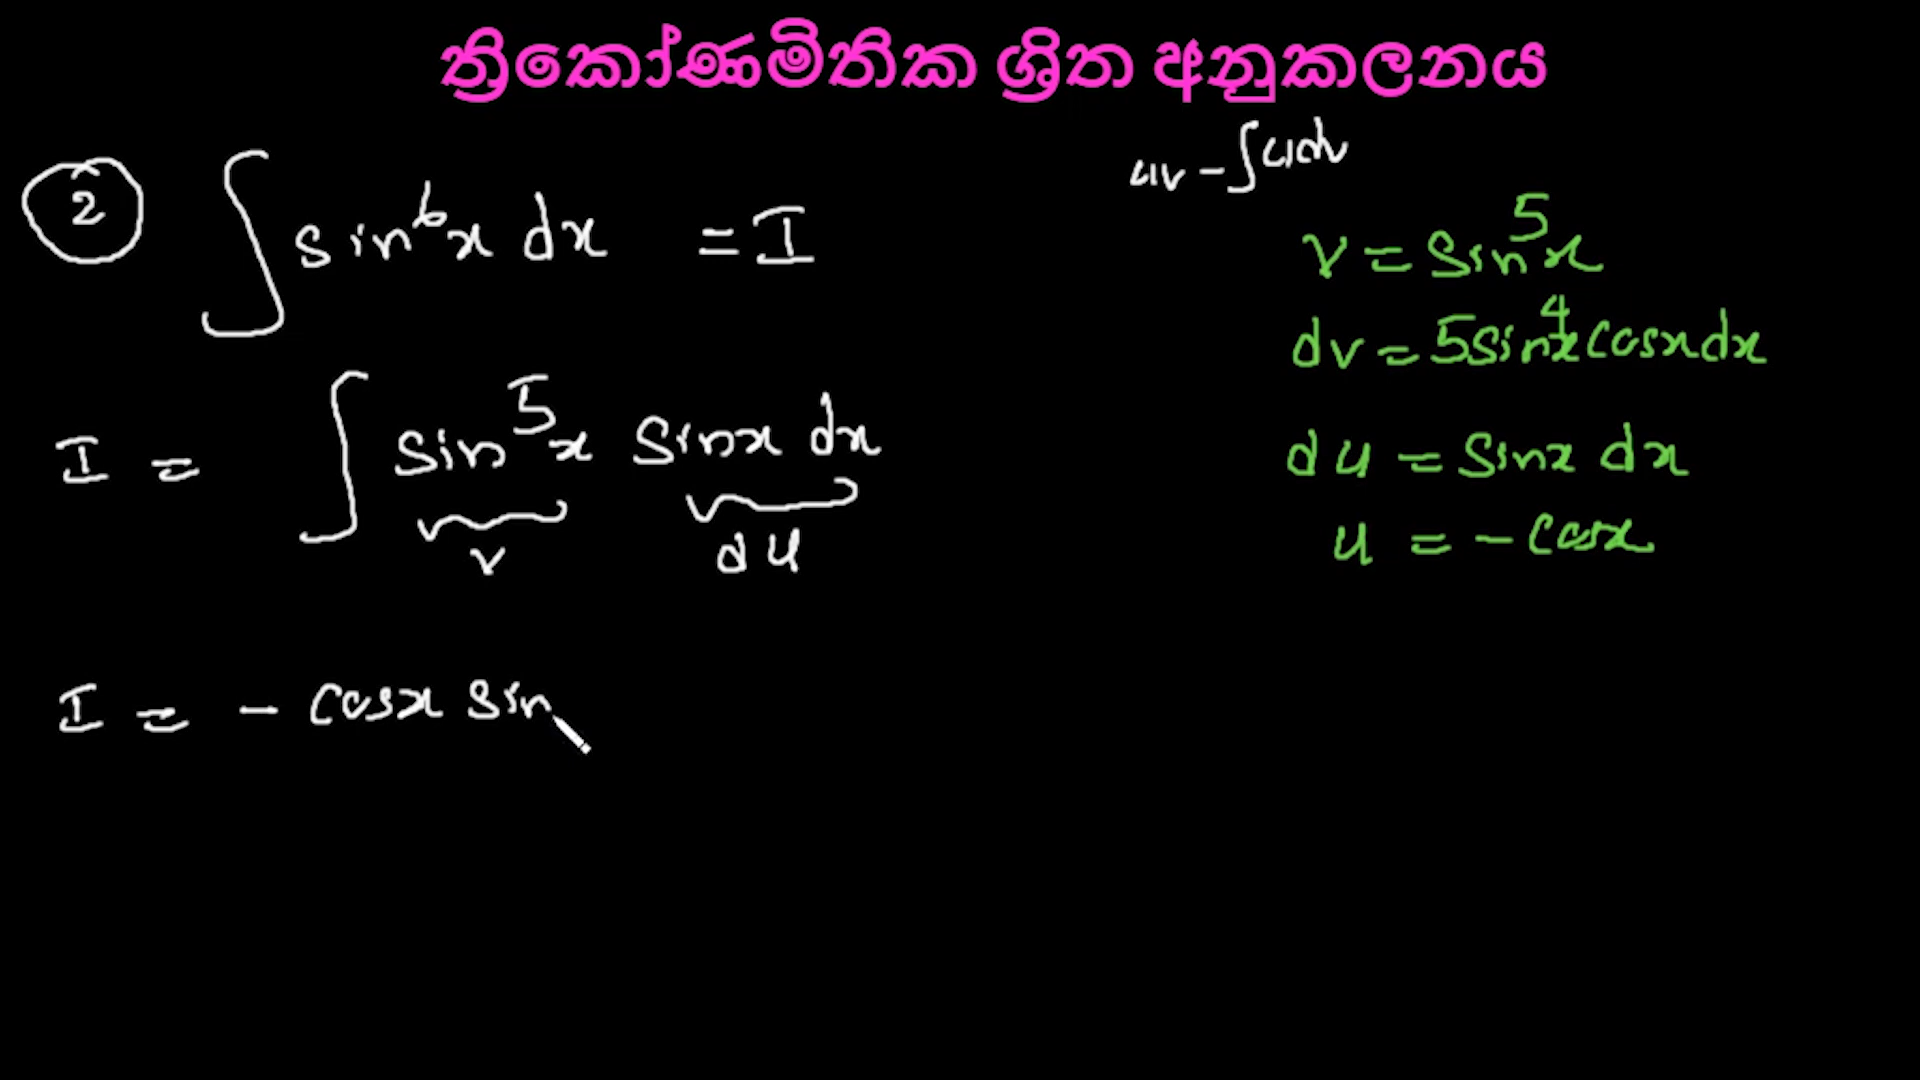 ත්‍රිකෝණමිතික ශ්‍රිත අනුකලනය
uv - ∫udv
② ∫ sin⁶x dx = I
v = sin⁵x
dv = 5sin⁴x cosx dx
I = ∫ sin⁵x sinx dx
v du
du = sinx dx
u = - cosx
I = - cosx sin